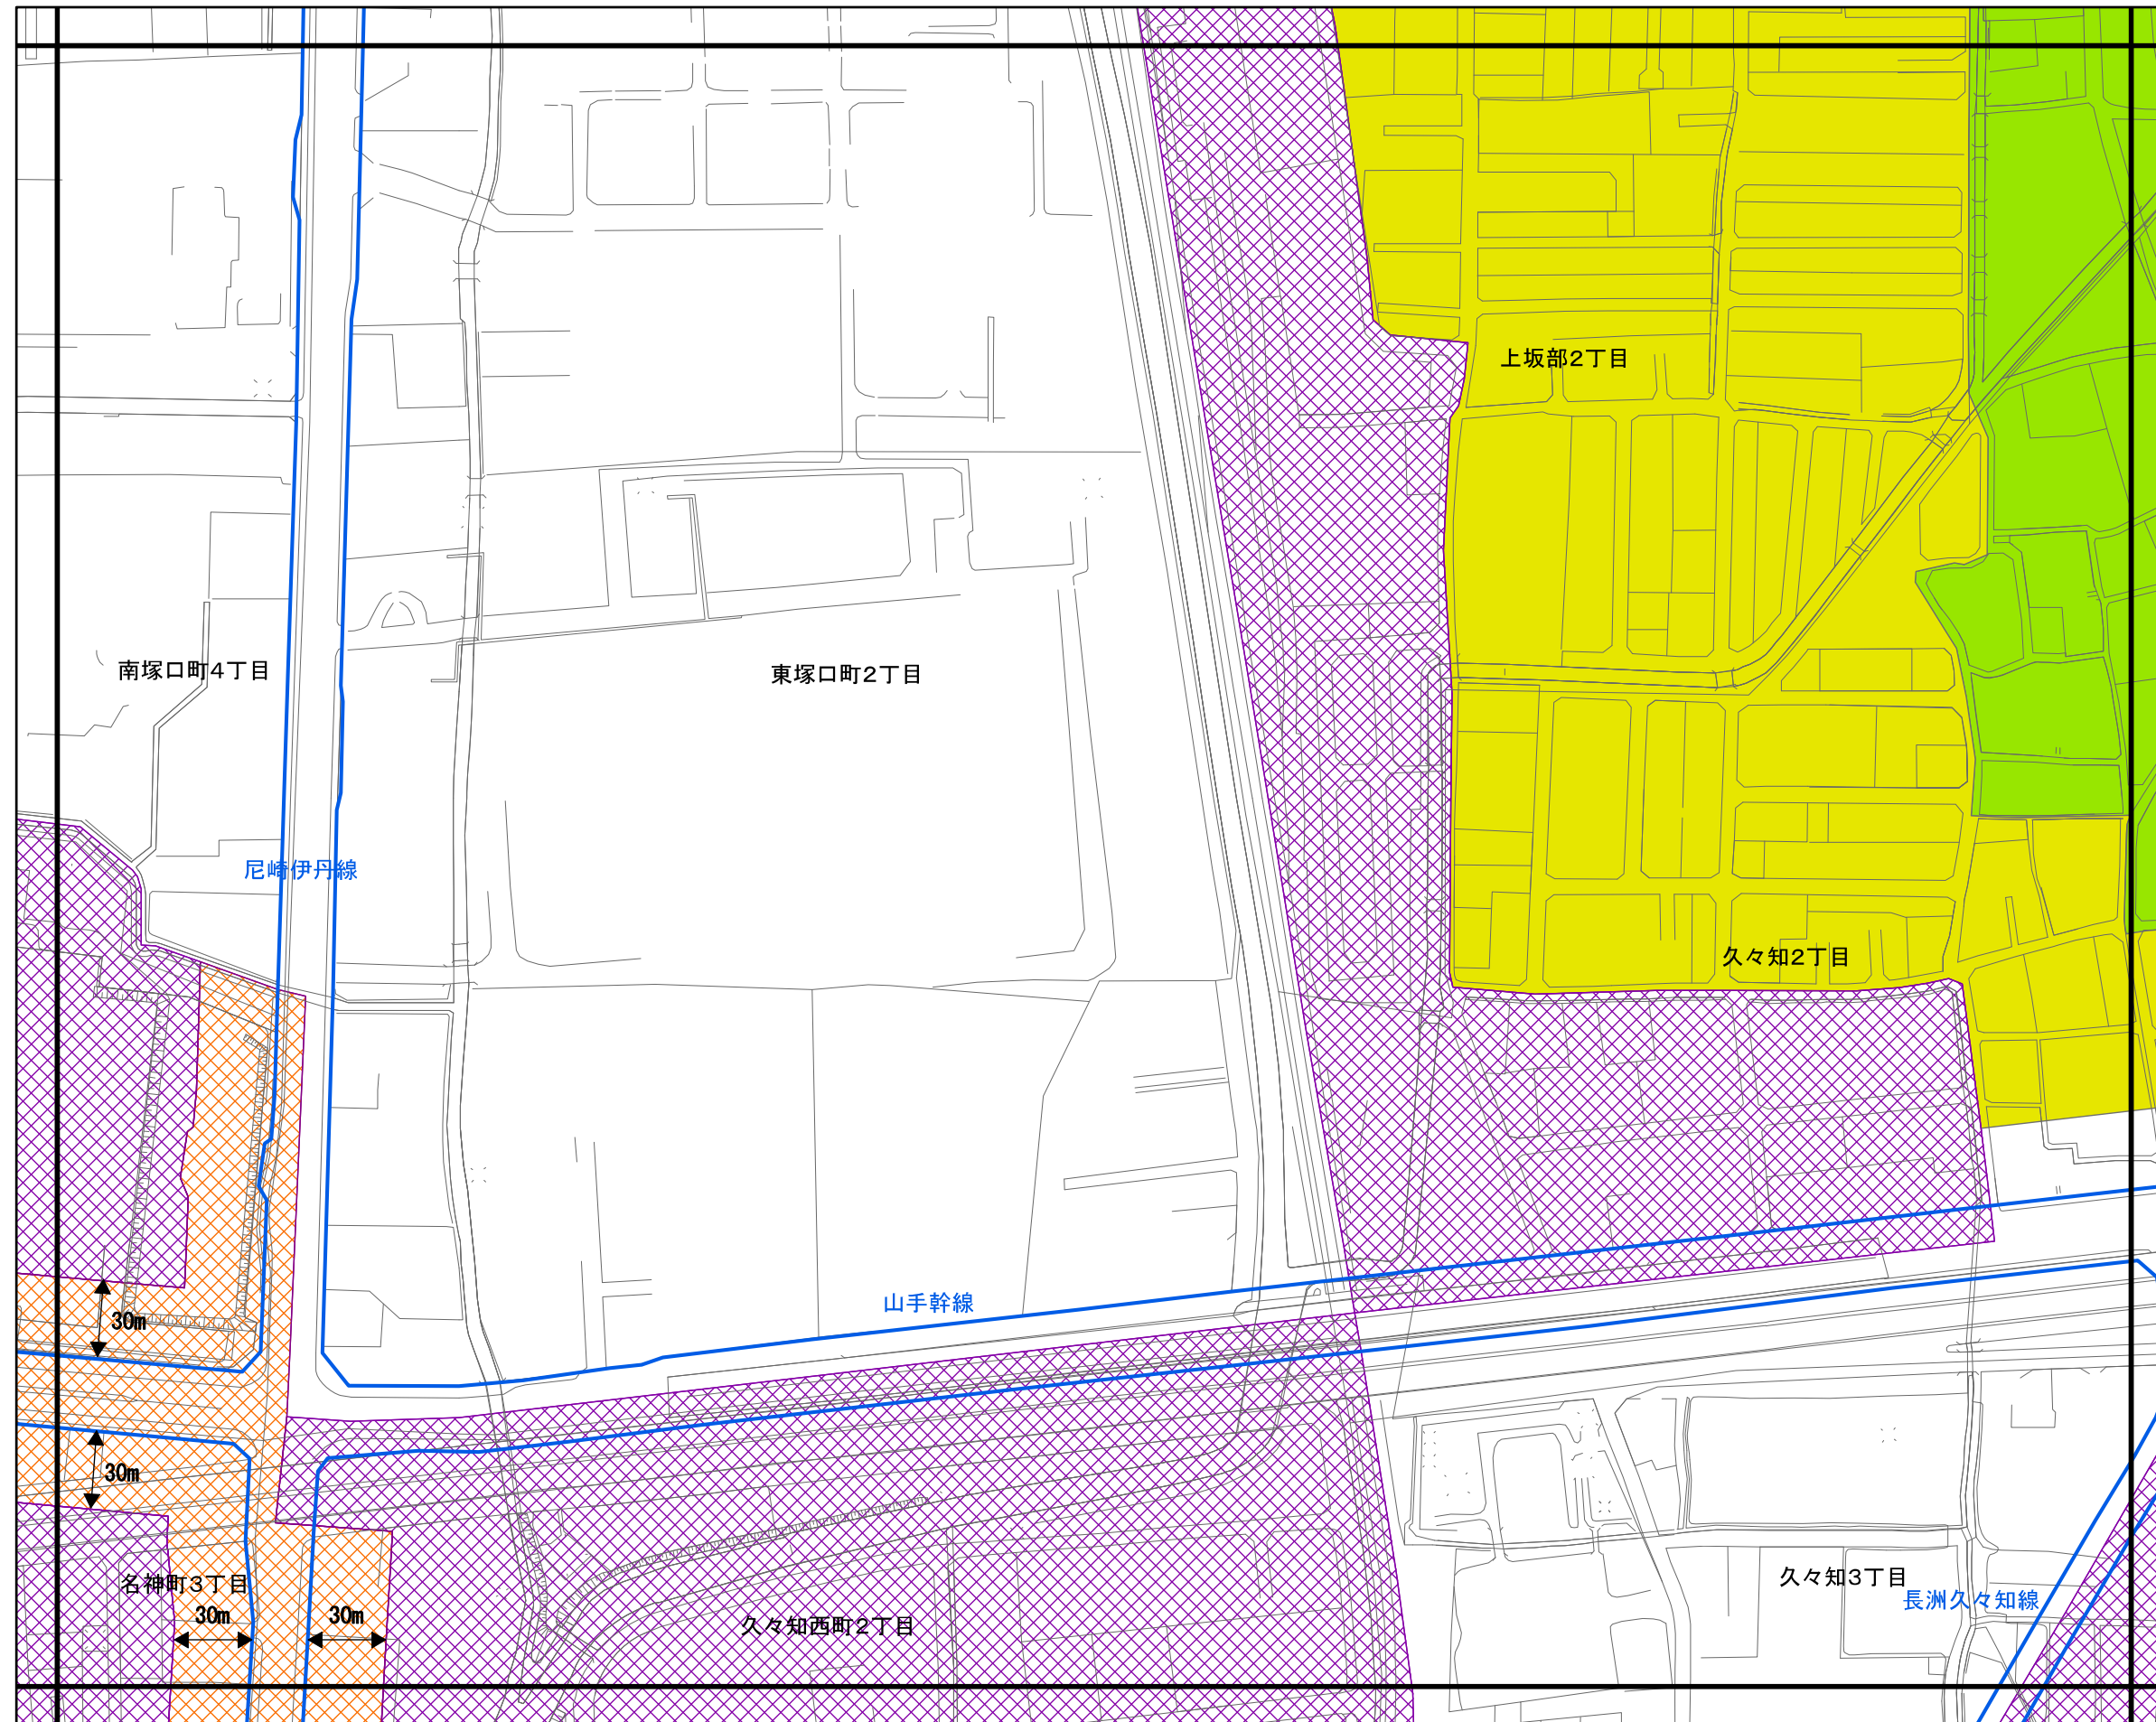 上坂部2丁目
南塚口町4丁目
東塚口町2丁目
尼崎伊丹線
久々知2丁目
山手幹線
30m
30m
名神町3丁目
30m
30m
久々知西町2丁目
久々知3丁目
長洲久々知線